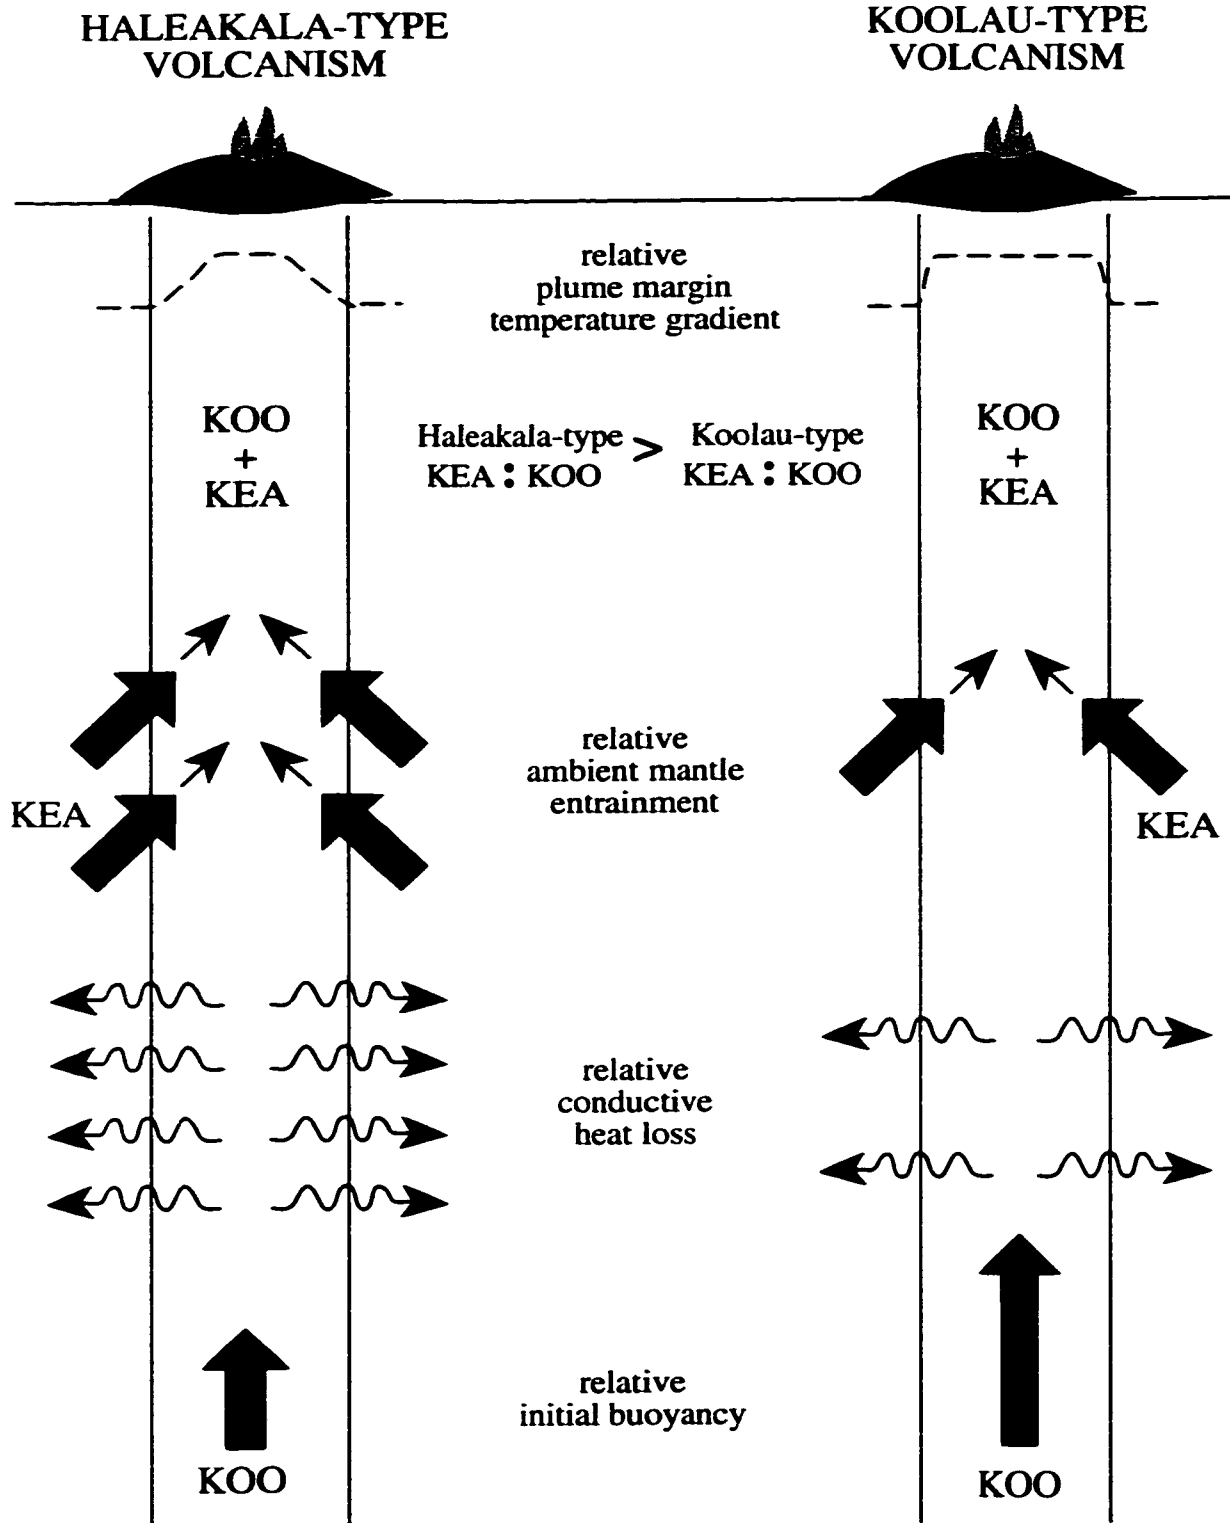 HALEAKALA-TYPE
VOLCANISM
KOOLAU-TYPE
VOLCANISM
relative
plume margin
temperature gradient
KOO
+
KEA
Haleakala-type > Koolau-type
KEA : KOO KEA : KOO
KOO
+
KEA
relative
ambient mantle
entrainment
KEA
KEA
relative
conductive
heat loss
relative
initial buoyancy
KOO
KOO